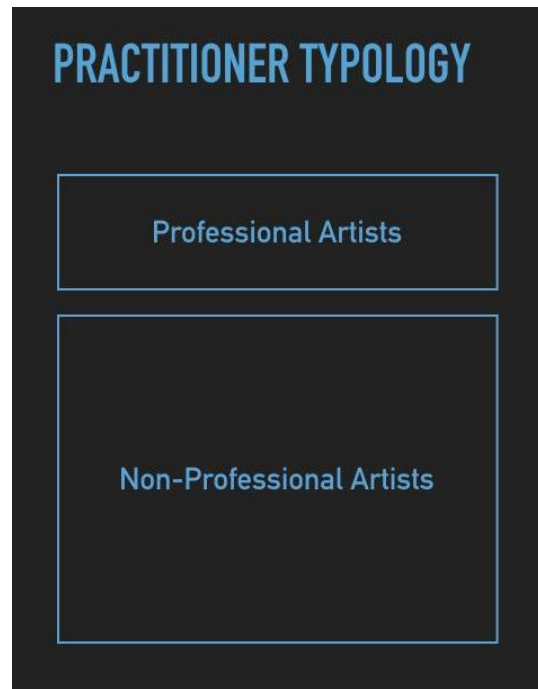 PRACTITIONER TYPOLOGY
Professional Artists
Non-Professional Artists